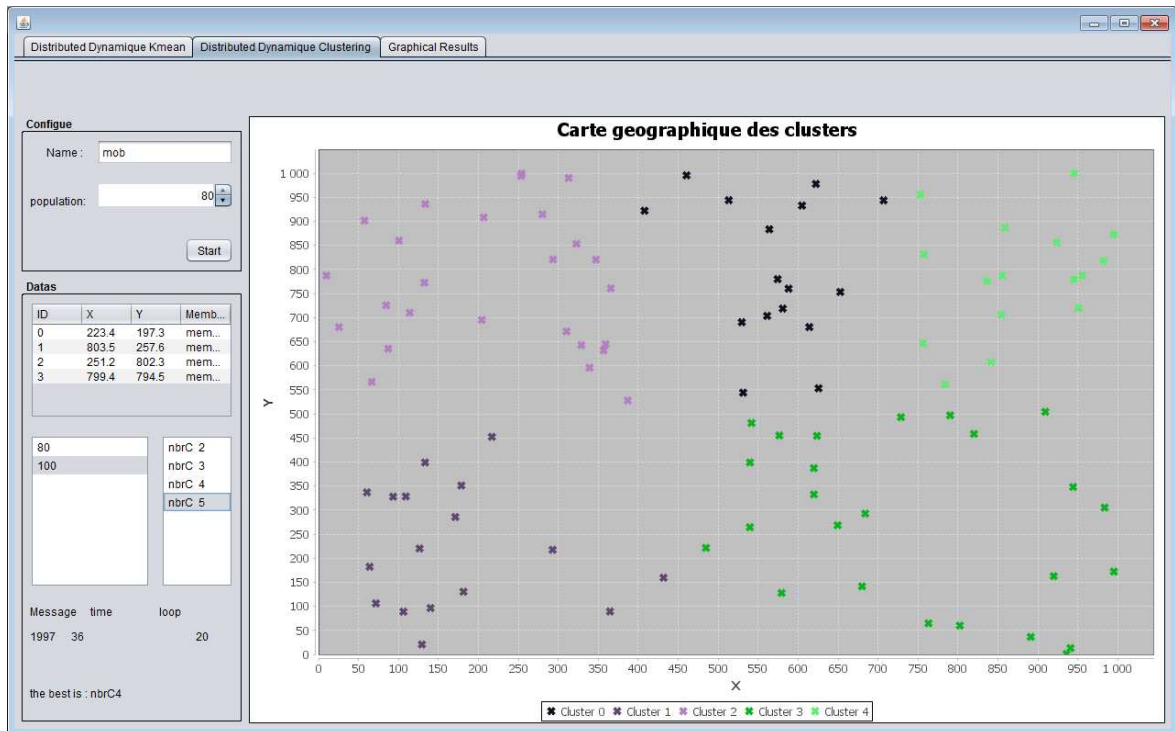 Distributed Dynamique Kmean Distributed Dynamique Clustering Graphical Results
Configue
Name : mob
population: 80
Start
Datas
ID X Y Memb...
0 223.4 197.3 mem...
1 803.5 257.6 mem...
2 251.2 802.3 mem...
3 799.4 794.5 mem...
80
100
nbrC 2
nbrC 3
nbrC 4
nbrC 5
Message time loop
1997 36 20
the best is : nbrC4
Carte geographique des clusters
Y
1 000
950
900
850
800
750
700
650
600
550
500
450
400
350
300
250
200
150
100
50
0
0 50 100 150 200 250 300 350 400 450 500 550 600 650 700 750 800 850 900 950 1 000
X
Cluster 0 Cluster 1 Cluster 2 Cluster 3 Cluster 4